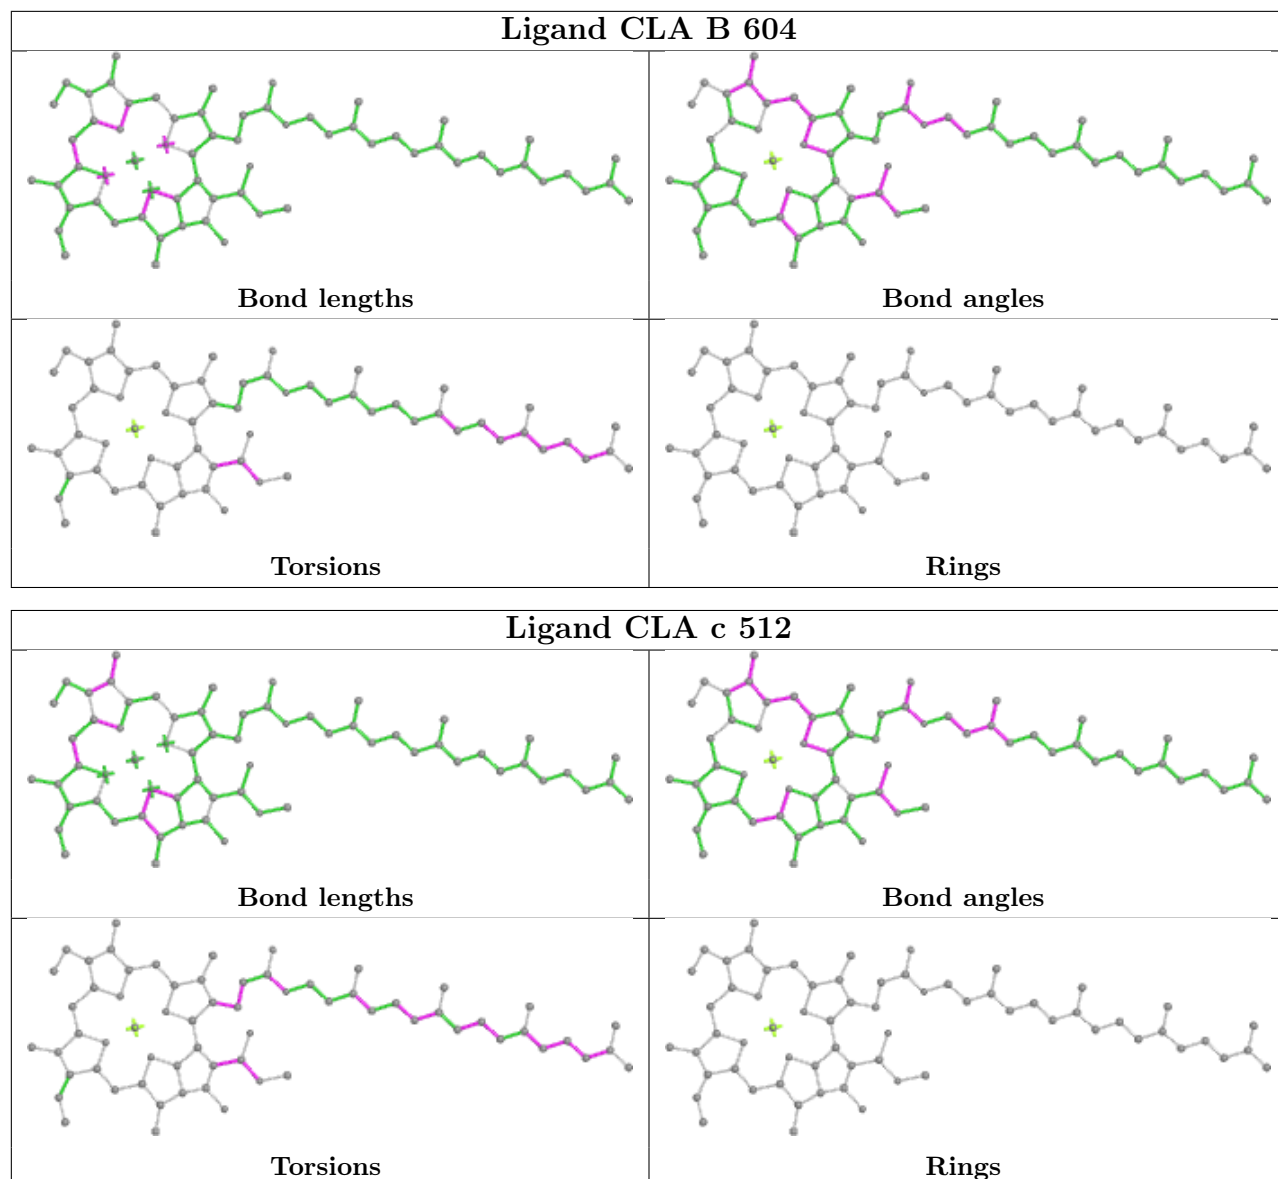 Ligand CLA B 604
Bond lengths
Bond angles
Torsions
Rings
Ligand CLA c 512
Bond lengths
Bond angles
Torsions
Rings